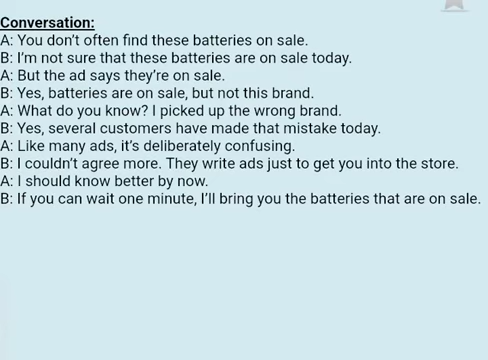 Conversation:
A: You don't often find these batteries on sale.
B: I'm not sure that these batteries are on sale today.
A: But the ad says they're on sale.
B: Yes, batteries are on sale, but not this brand.
A: What do you know? I picked up the wrong brand.
B: Yes, several customers have made that mistake today.
A: Like many ads, it's deliberately confusing.
B: I couldn't agree more. They write ads just to get you into the store.
A: I should know better by now.
B: If you can wait one minute, I'll bring you the batteries that are on sale.